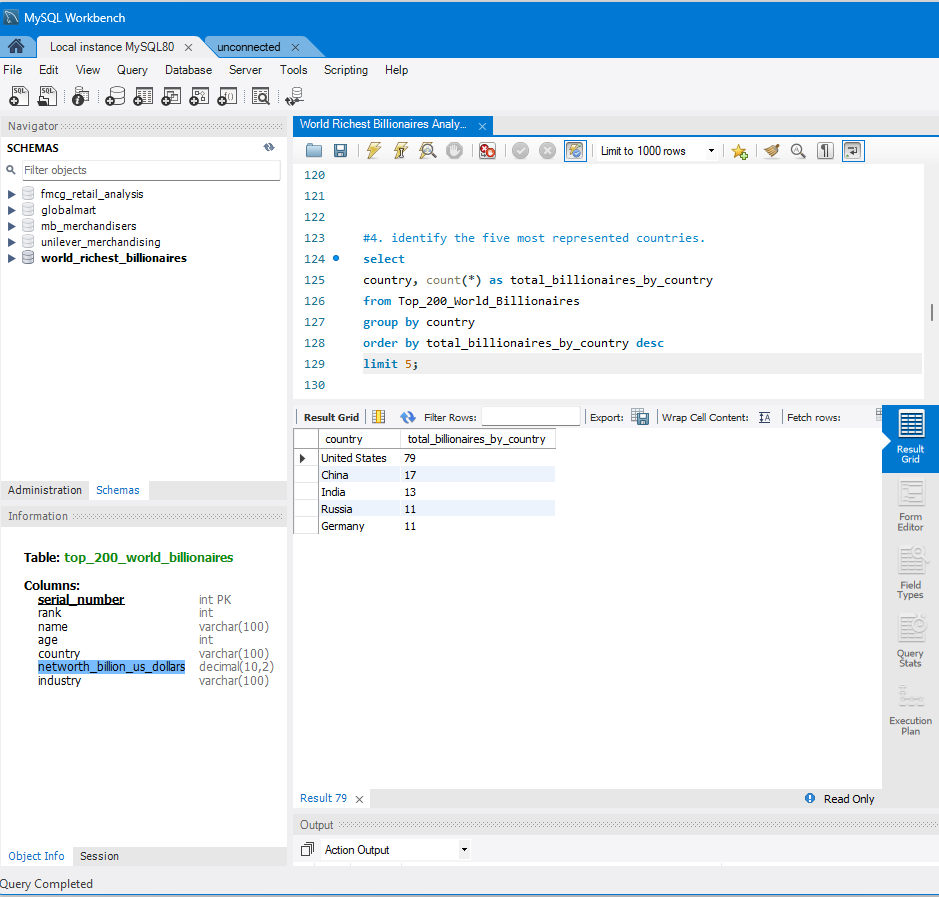 MySQL Workbench
Local instance MySQL80 unconnected
File Edit View Query Database Server Tools Scripting Help
Navigator
SCHEMAS
Filter objects
fmcg_retail_analysis
globalmart
mb_merchandisers
unilever_merchandising
world_richest_billionaires
Administration Schemas
Information
Table: top_200_world_billionaires
Columns:
serial_number int PK
rank int
name varchar(100)
age int
country varchar(100)
networth_billion_us_dollars decimal(10,2)
industry varchar(100)
Object Info Session
World Richest Billionaires Analy...
Limit to 1000 rows
120
121
122
123 #4. identify the five most represented countries.
124 select
125 country, count(*) as total_billionaires_by_country
126 from Top_200_World_Billionaires
127 group by country
128 order by total_billionaires_by_country desc
129 limit 5;
130
Result Grid Filter Rows: Export: Wrap Cell Content: Fetch rows:
country total_billionaires_by_country
United States 79
China 17
India 13
Russia 11
Germany 11
Result
Grid
Form
Editor
Field
Types
Query
Stats
Execution
Plan
Result 79 Read Only
Output
Action Output
Query Completed